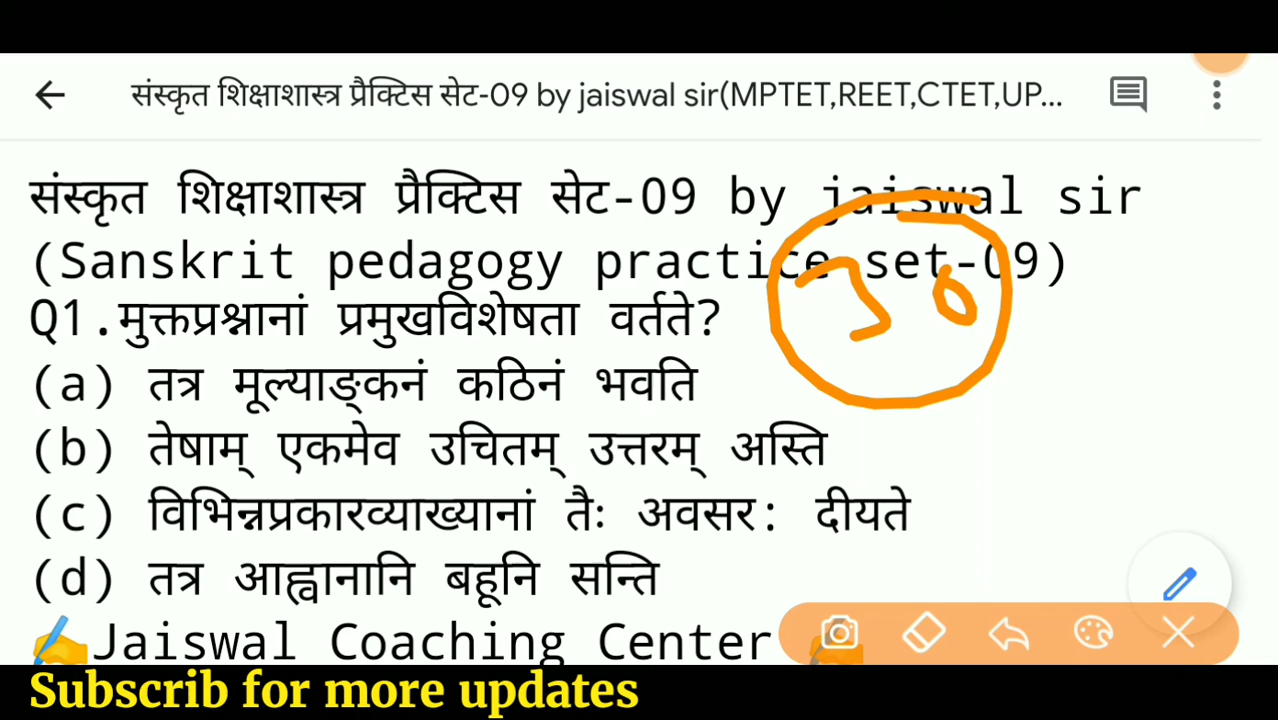 संस्कृत शिक्षाशास्त्र प्रैक्टिस सेट-09 by jaiswal sir(MPTET,REET,CTET,UP...
संस्कृत शिक्षाशास्त्र प्रैक्टिस सेट-09 by jaiswal sir
(Sanskrit pedagogy practice set-09)
30
Q1.मुक्तप्रश्नानां प्रमुखविशेषता वर्तते?
(a) तत्र मूल्याङ्कनं कठिनं भवति
(b) तेषाम् एकमेव उचितम् उत्तरम् अस्ति
(c) विभिन्नप्रकारव्याख्यानां तैः अवसर: दीयते
(d) तत्र आह्वानानि बहूनि सन्ति
✍Jaiswal Coaching Center ✍
Subscrib for more updates